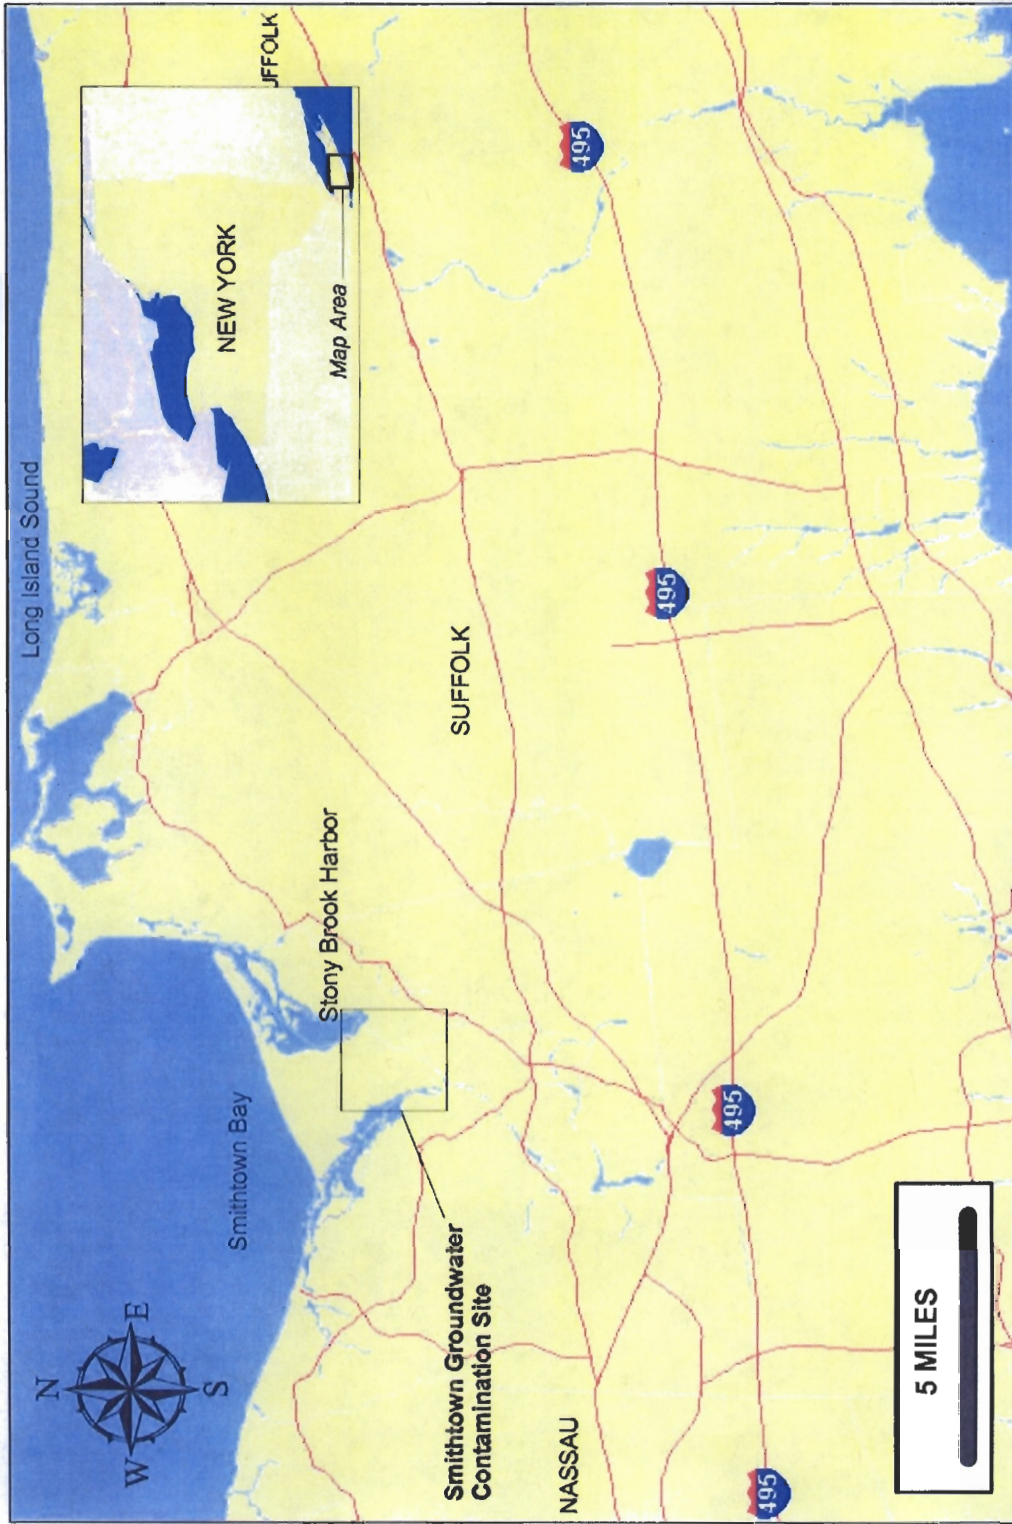 Long Island Sound
UFFOLK
NEW YORK
Map Area
Smithtown Bay
Stony Brook Harbor
SUFFOLK
N
W
E
S
Smithtown Groundwater
Contamination Site
NASSAU
495
495
495
495
5 MILES